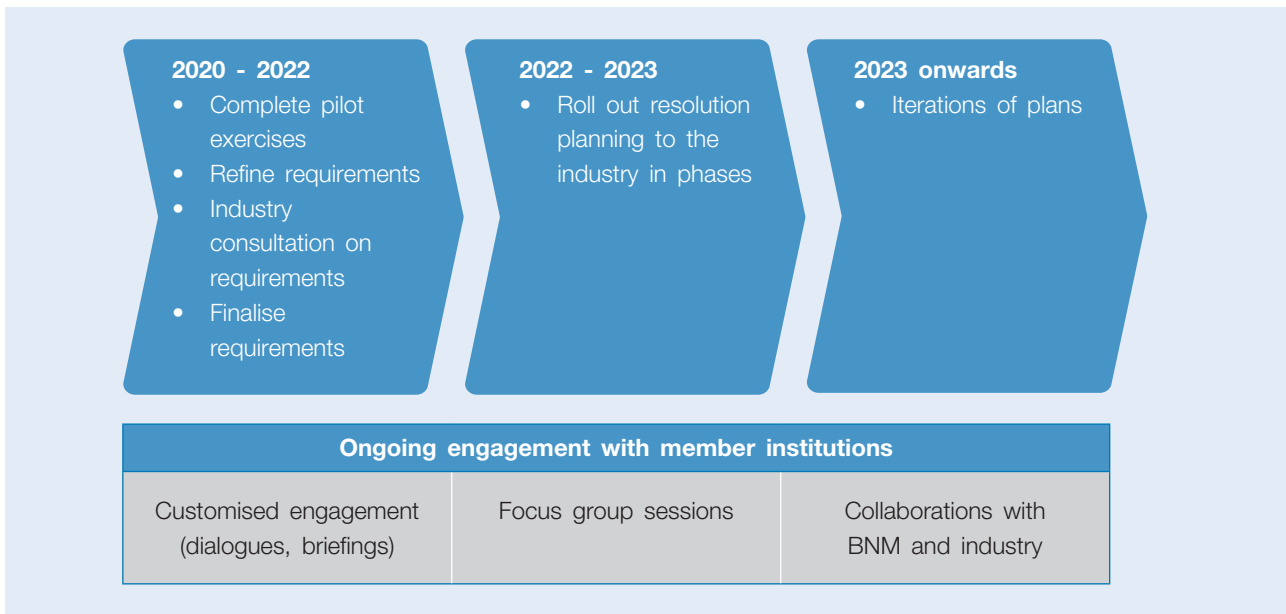 2020 - 2022
• Complete pilot
exercises
• Refine requirements
• Industry
consultation on
requirements
• Finalise
requirements
2022 - 2023
• Roll out resolution
planning to the
industry in phases
2023 onwards
• Iterations of plans
Ongoing engagement with member institutions
Customised engagement
(dialogues, briefings)
Focus group sessions
Collaborations with
BNM and industry